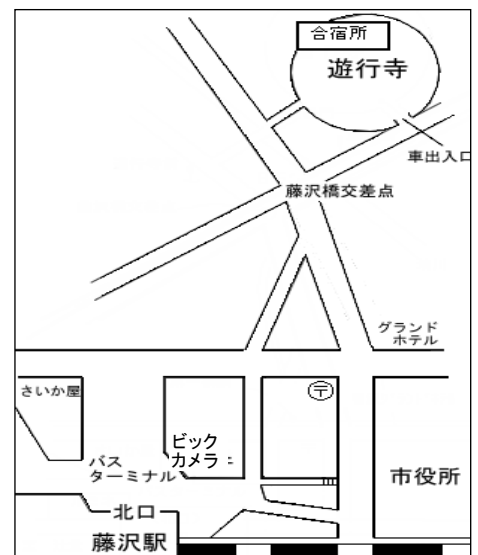 合宿所
遊行寺
車出入口
藤沢橋交差点
グランド
ホテル
さいか屋
〒
ビック
カメラ
バス
ターミナル
市役所
北口
藤沢駅